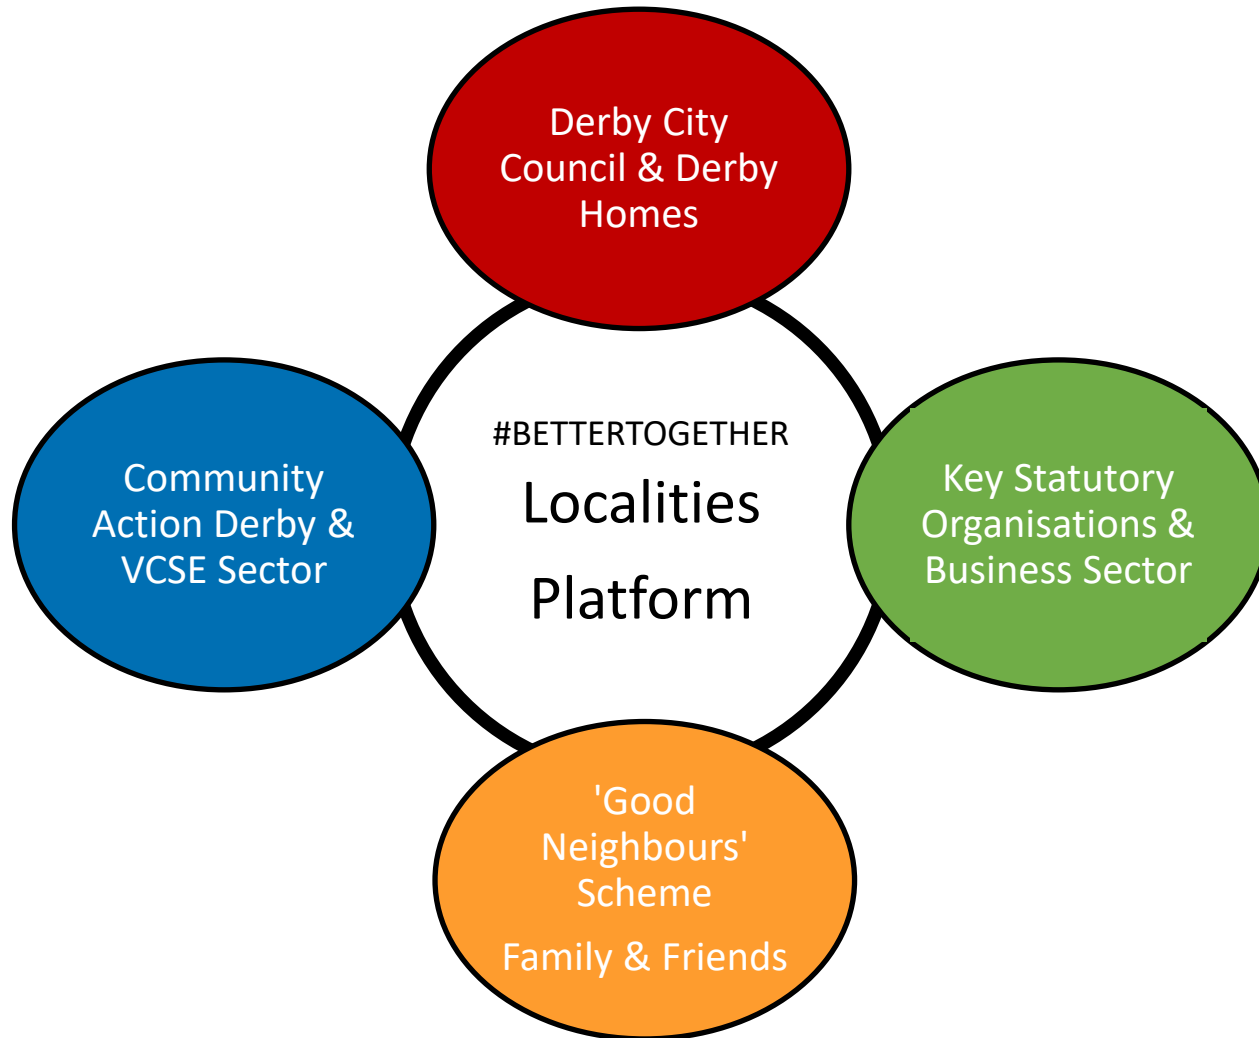 Derby City
Council & Derby
Homes
Community
Action Derby &
VCSE Sector
#BETTERTOGETHER
Localities
Platform
Key Statutory
Organisations &
Business Sector
'Good
Neighbours'
Scheme
Family & Friends